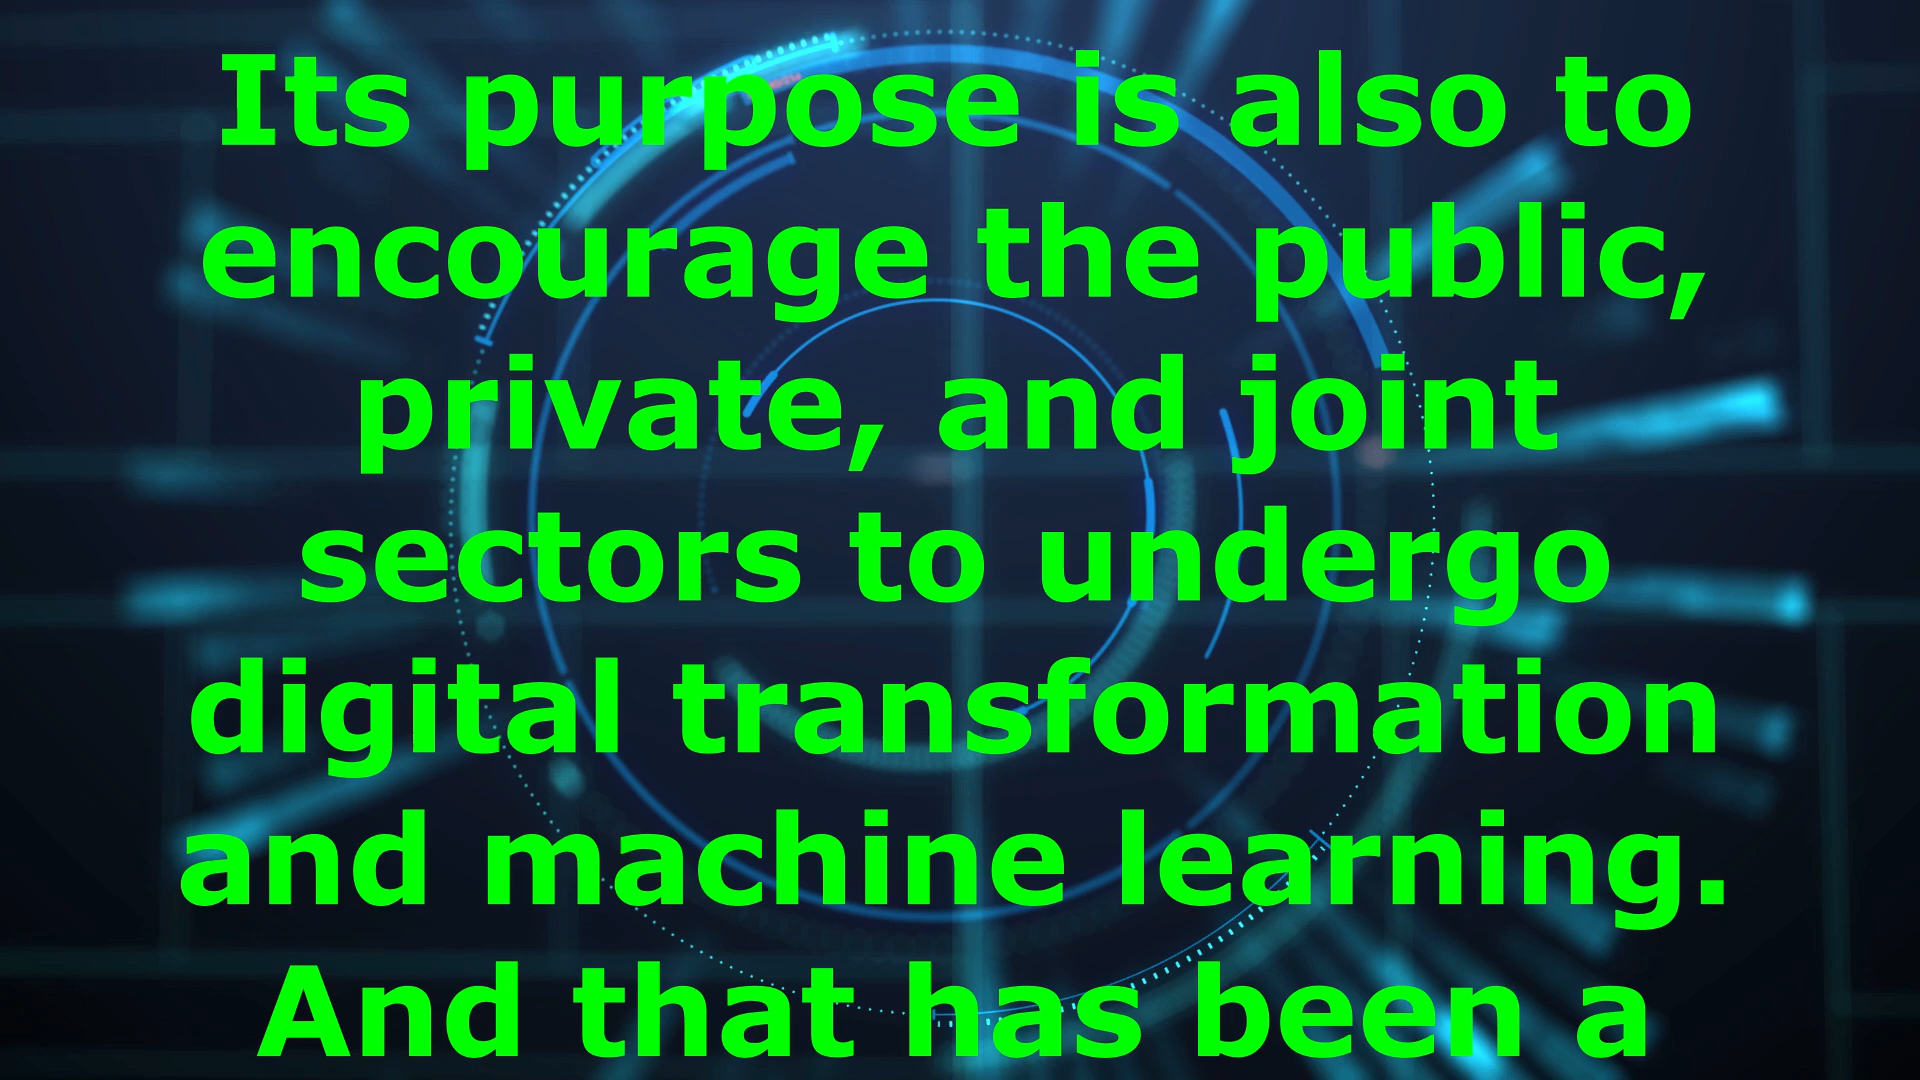 Its purpose is also to
encourage the public,
private, and joint
sectors to undergo
digital transformation
and machine learning.
And that has been a